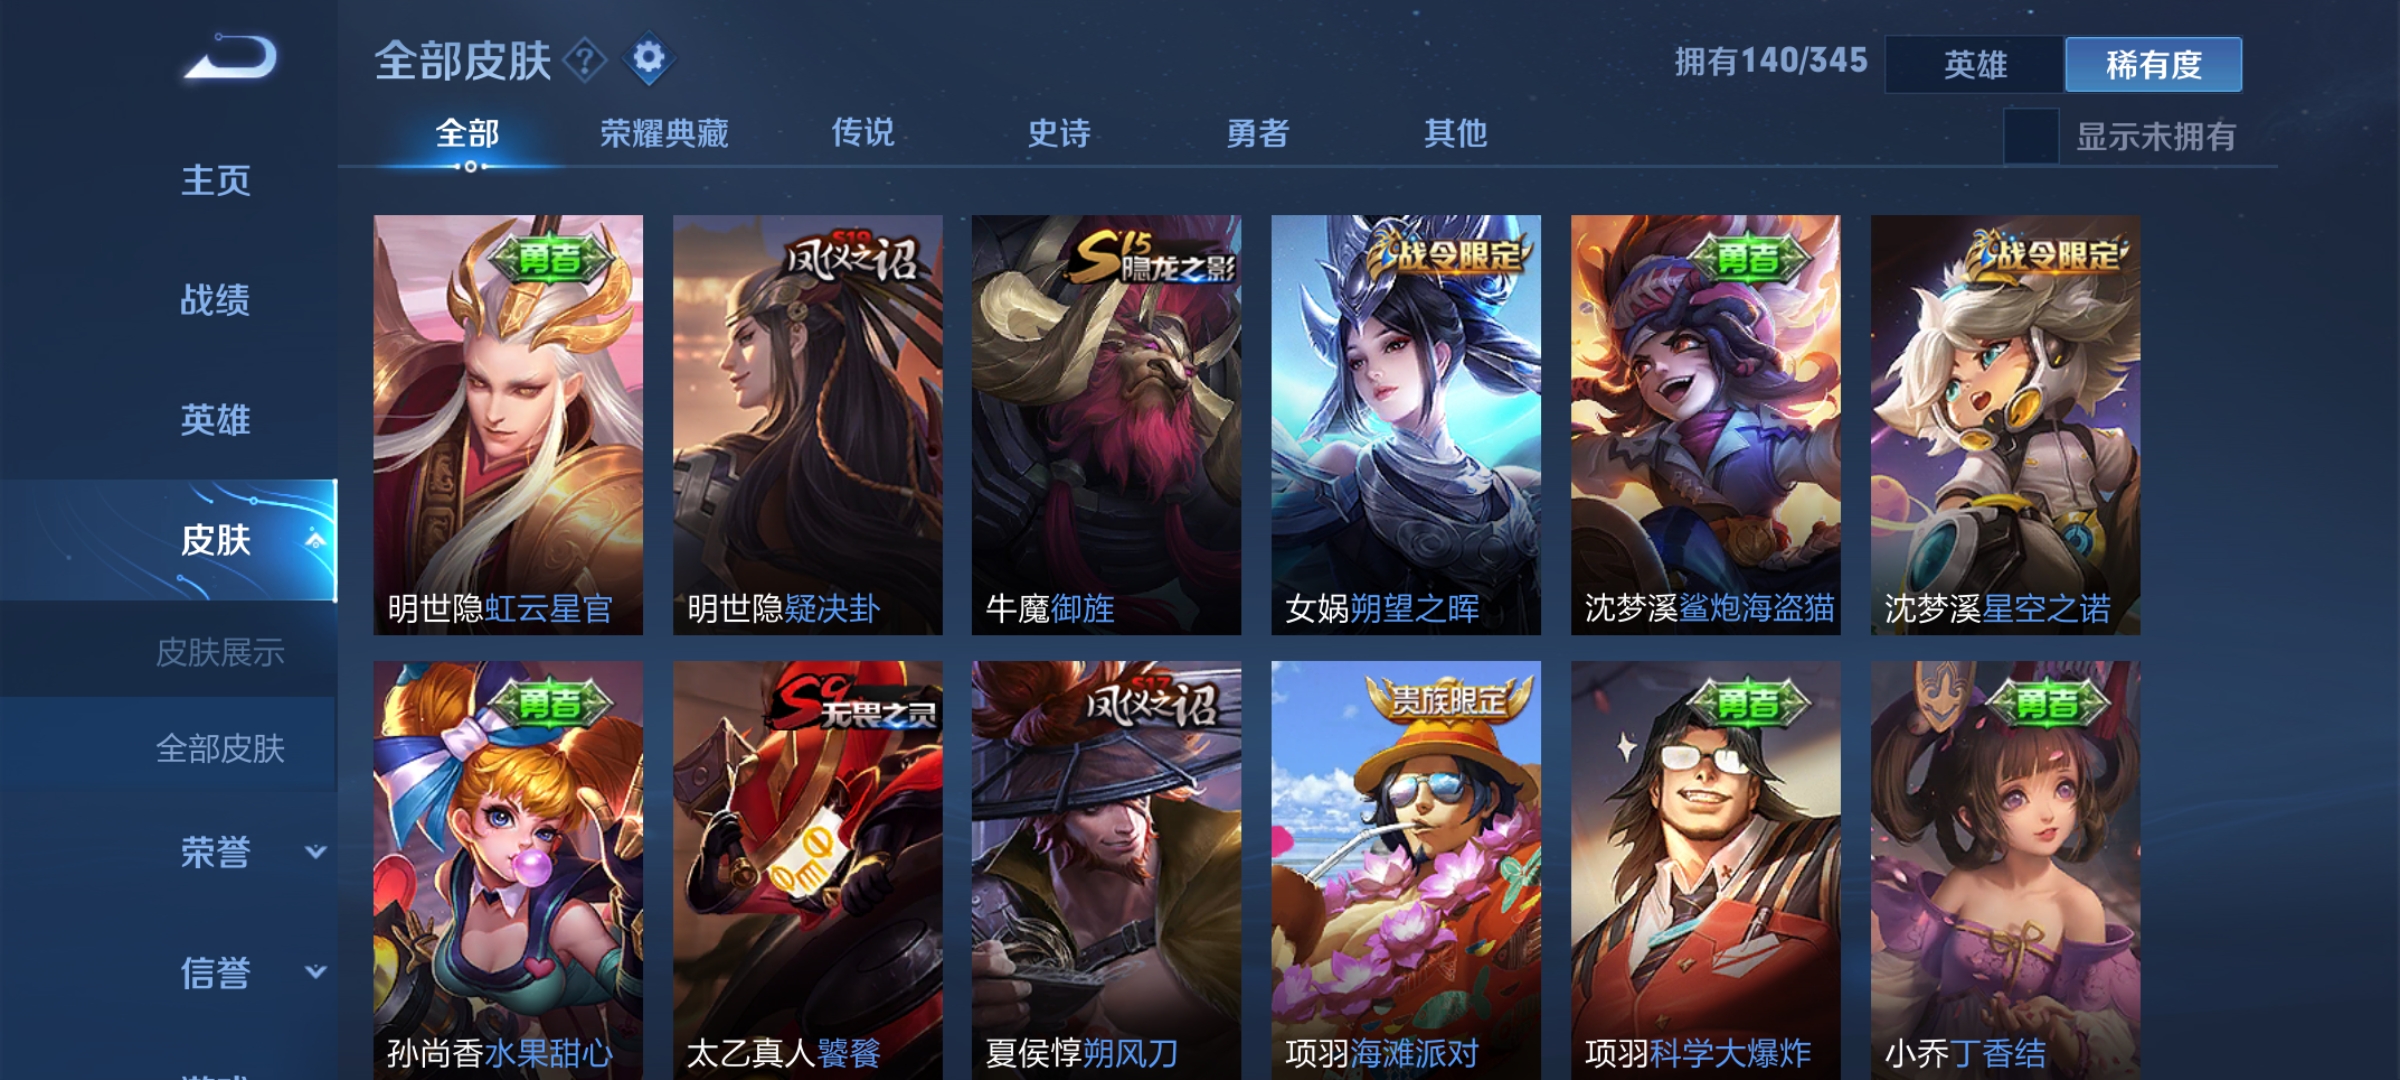 全部皮肤
拥有140/345
英雄
稀有度
全部
荣耀典藏
传说
史诗
勇者
其他
显示未拥有
主页
战绩
英雄
皮肤
皮肤展示
全部皮肤
荣誉
信誉
勇者
明世隐虹云星官
S19
凤仪之诏
明世隐疑决卦
S15
隐龙之影
牛魔御旌
战令限定
女娲朔望之晖
勇者
沈梦溪鲨炮海盗猫
战令限定
沈梦溪星空之诺
勇者
孙尚香水果甜心
S9
无畏之灵
太乙真人饕餮
S17
凤仪之诏
夏侯惇朔风刀
贵族限定
项羽海滩派对
勇者
项羽科学大爆炸
勇者
小乔丁香结